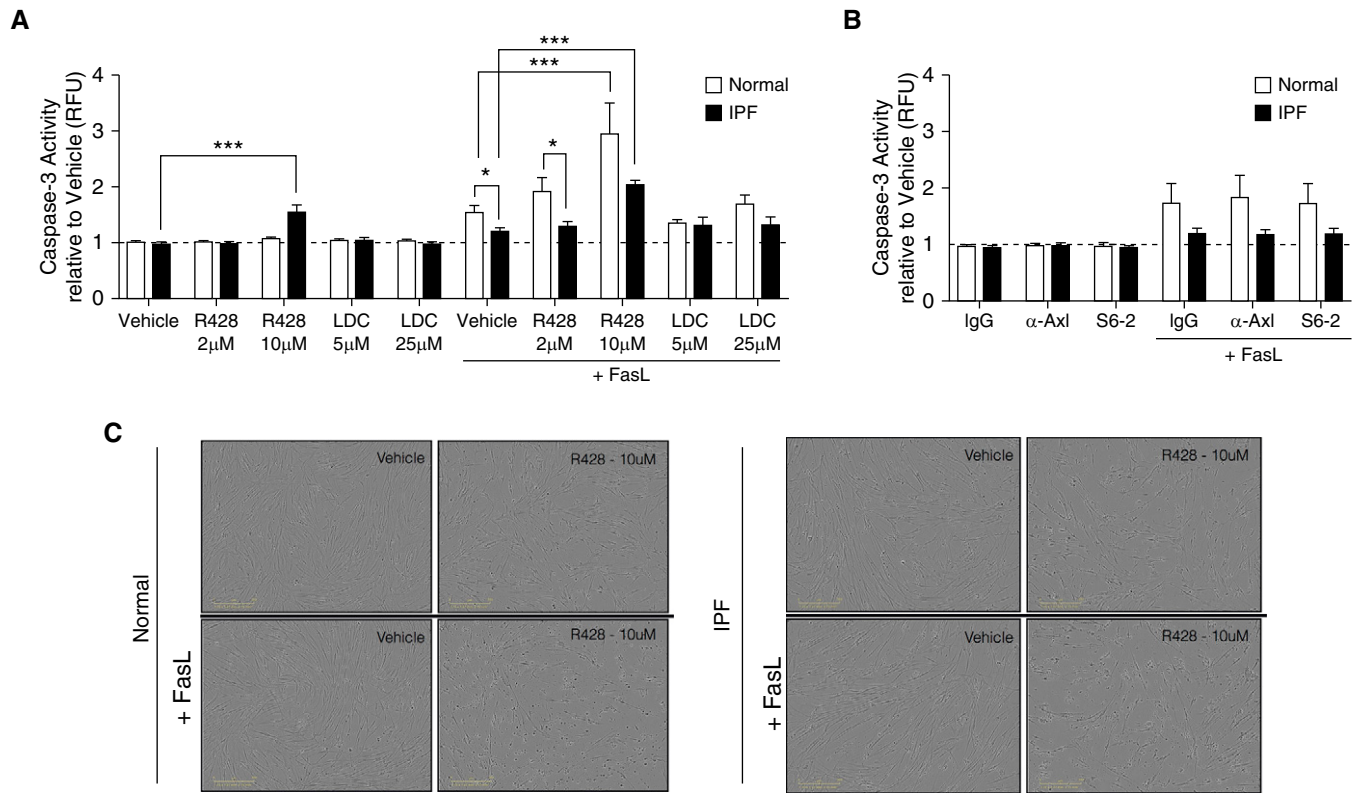 A
Caspase-3 Activity
relative to Vehicle (RFU)
4
3
2
1
0
***
*
*
***
***
Normal
IPF
Vehicle
R428
2μM
R428
10μM
LDC
5μM
LDC
25μM
Vehicle
R428
2μM
R428
10μM
LDC
5μM
LDC
25μM
+ FasL
B
Caspase-3 Activity
relative to Vehicle (RFU)
4
3
2
1
0
Normal
IPF
IgG
α-Axl
S6-2
IgG
α-Axl
S6-2
+ FasL
C
Normal
+ FasL
Vehicle
R428 - 10uM
Vehicle
R428 - 10uM
IPF
+ FasL
Vehicle
R428 - 10uM
Vehicle
R428 - 10uM